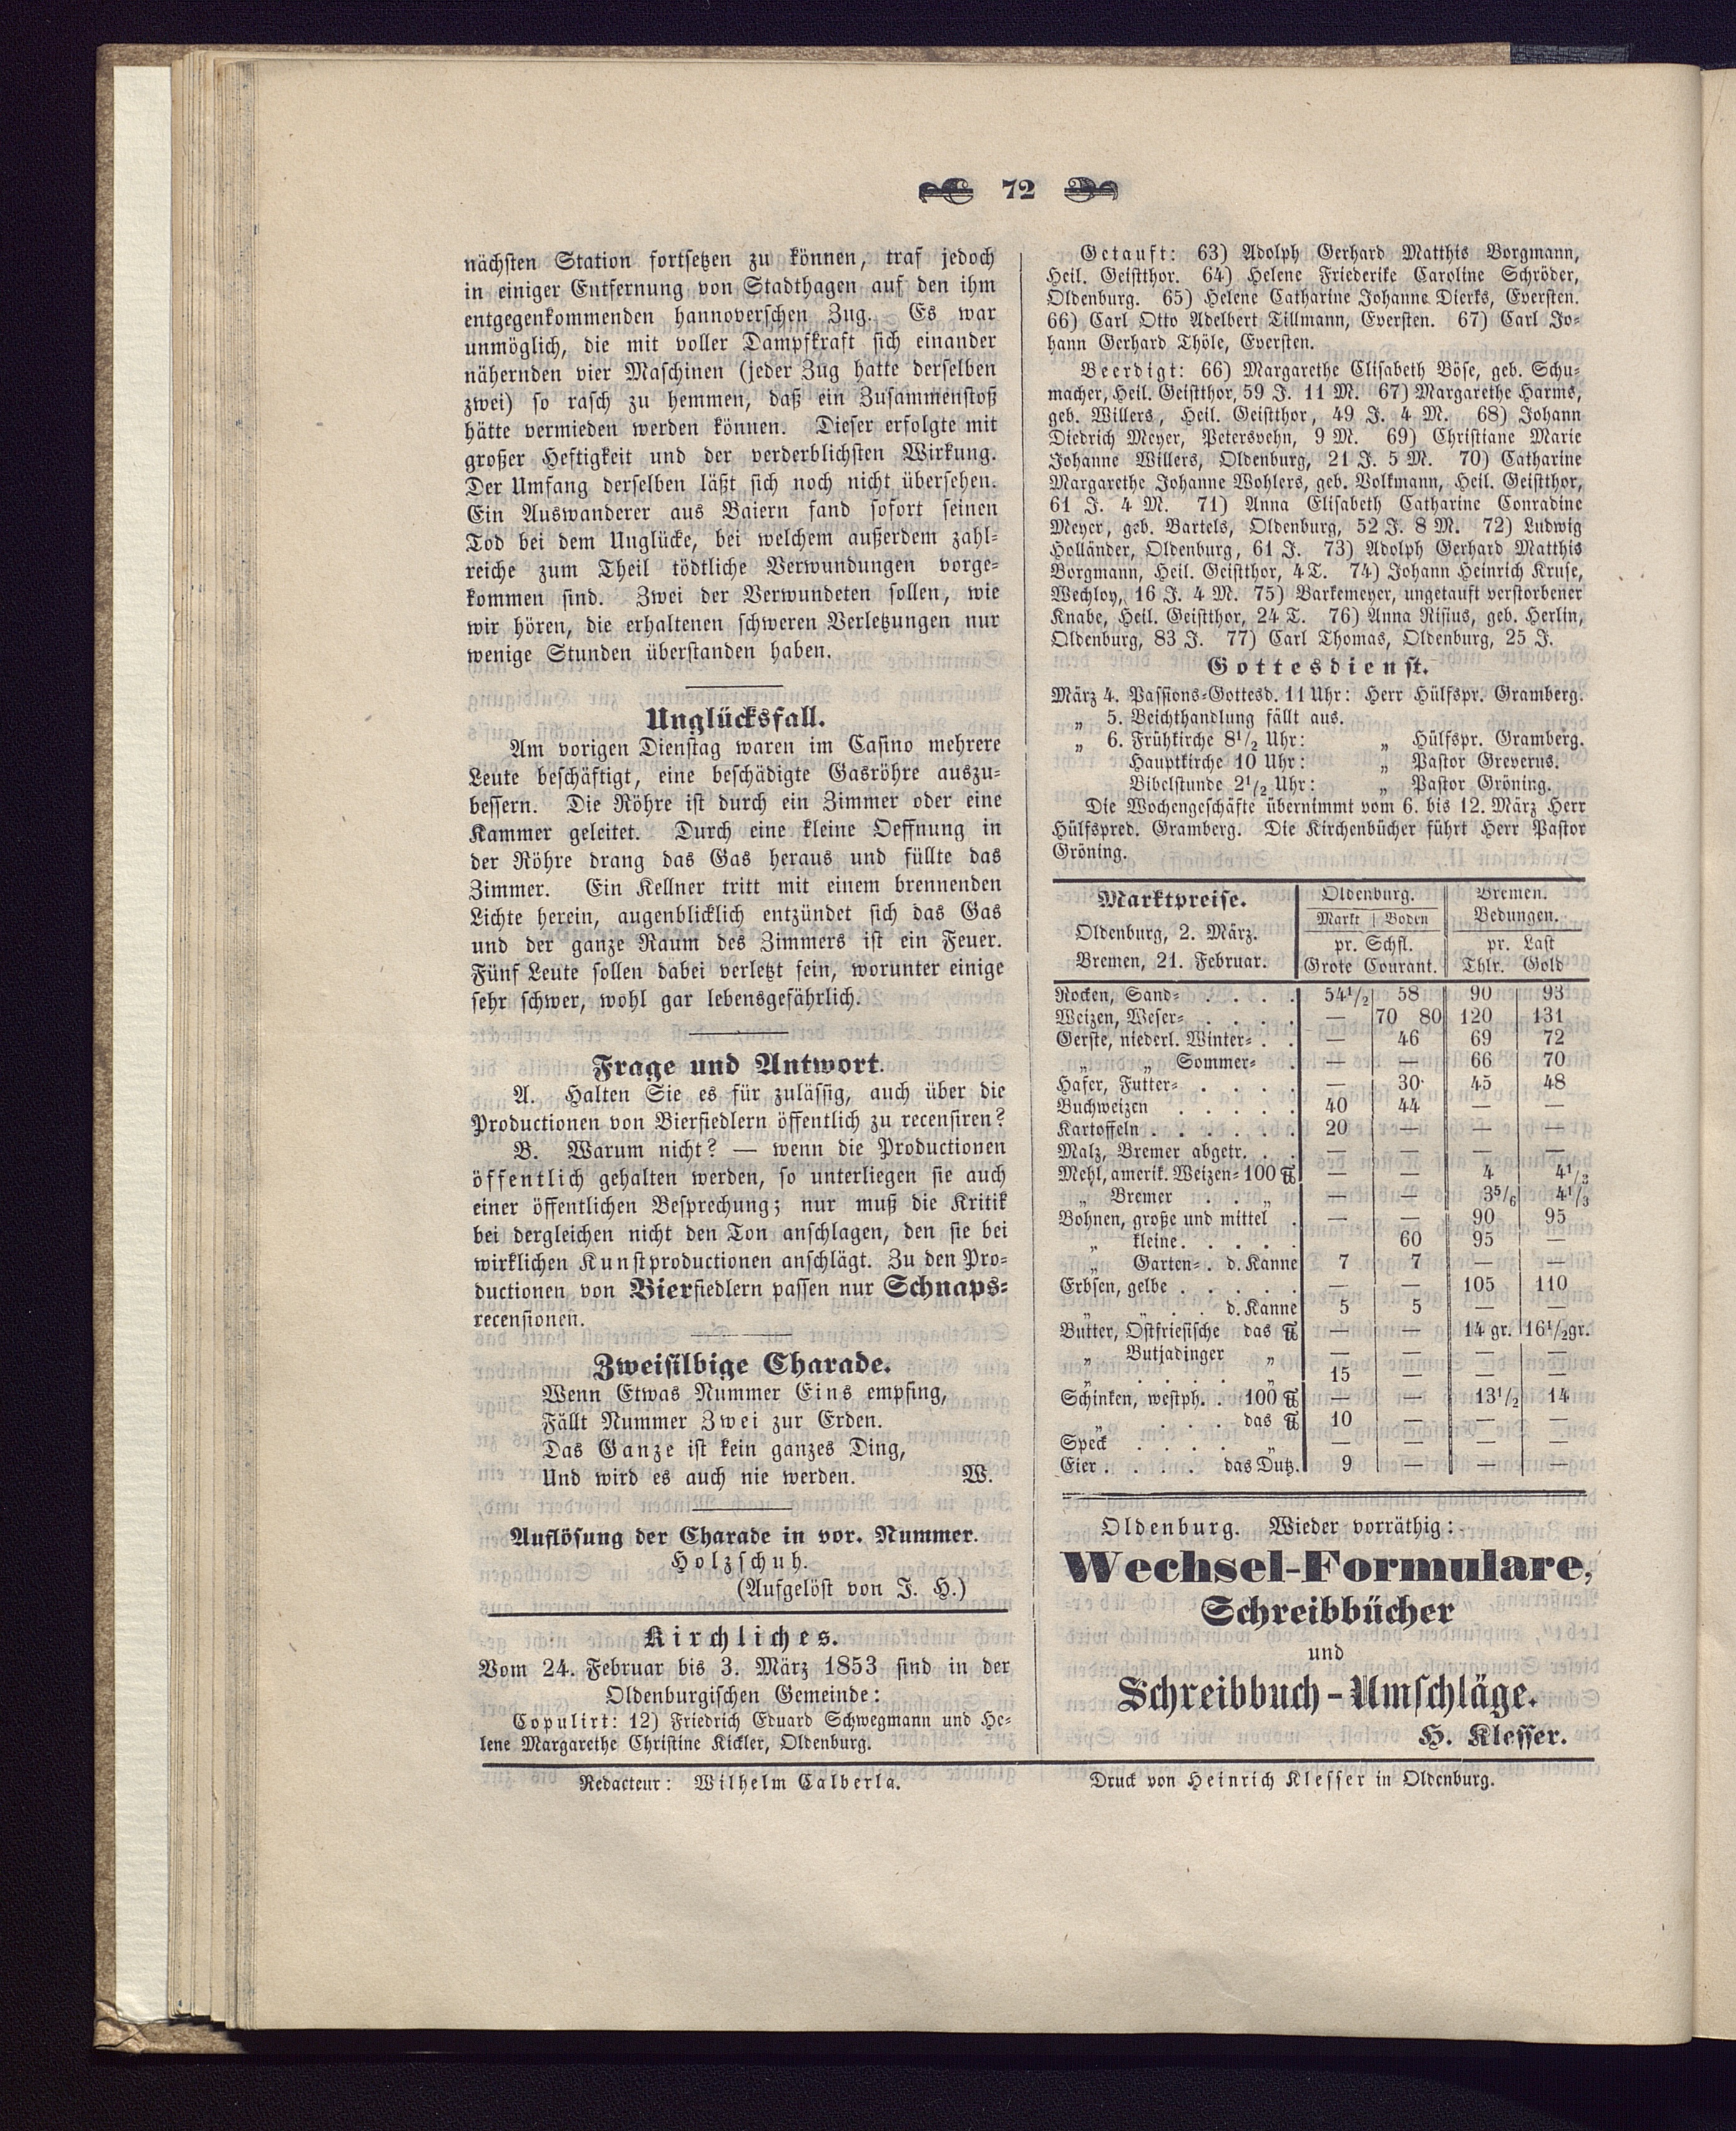 72
nächsten Station fortsetzen zu können, traf jedoch
in einiger Entfernung von Stadthagen auf den ihm
entgegenkommenden hannoverschen Zug. Es war
unmöglich, die mit voller Dampfkraft sich einander
nähernden vier Maschinen (jeder Zug hatte derselben
zwei) so rasch zu hemmen, daß ein Zusammenstoß
hätte vermieden werden können. Dieser erfolgte mit
großer Heftigkeit und der verderblichsten Wirkung.
Der Umfang derselben läßt sich noch nicht übersehen.
Ein Auswanderer aus Baiern fand sofort seinen
Tod bei dem Unglücke, bei welchem außerdem zahl-
reiche zum Theil tödtliche Verwundungen vorge-
kommen sind. Zwei der Verwundeten sollen, wie
wir hören, die erhaltenen schweren Verletzungen nur
wenige Stunden überstanden haben.
Unglücksfall.
Am vorigen Dienstag waren im Casino mehrere
Leute beschäftigt, eine beschädigte Gasröhre auszu-
bessern. Die Röhre ist durch ein Zimmer oder eine
Kammer geleitet. Durch eine kleine Oeffnung in
der Röhre drang das Gas heraus und füllte das
Zimmer. Ein Kellner tritt mit einem brennenden
Lichte herein, augenblicklich entzündet sich das Gas
und der ganze Raum des Zimmers ist ein Feuer.
Fünf Leute sollen dabei verletzt sein, worunter einige
sehr schwer, wohl gar lebensgefährlich.
Frage und Antwort.
A. Halten Sie es für zulässig, auch über die
Productionen von Bierfiedlern öffentlich zu recensiren?
B. Warum nicht? — wenn die Productionen
öffentlich gehalten werden, so unterliegen sie auch
einer öffentlichen Besprechung; nur muß die Kritik
bei dergleichen nicht den Ton anschlagen, den sie bei
wirklichen Kunstproductionen anschlägt. Zu den Pro-
ductionen von Bierfiedlern passen nur Schnaps-
recensionen.
Zweisilbige Charade.
Wenn Etwas Nummer Eins empfing,
Fällt Nummer Zwei zur Erden.
Das Ganze ist kein ganzes Ding,
Und wird es auch nie werden. W.
Auflösung der Charade in vor. Nummer.
Holzschuh.
(Aufgelöst von J. H.)
Kirchliches.
Vom 24. Februar bis 3. März 1853 sind in der
Oldenburgischen Gemeinde:
Copulirt: 12) Friedrich Eduard Schwegmann und He-
lene Margarethe Christine Kickler, Oldenburg.
Getauft: 63) Adolph Gerhard Matthis Borgmann,
Heil. Geistthor. 64) Helene Friederike Caroline Schröder,
Oldenburg. 65) Helene Catharine Johanne Dierks, Eversten.
66) Carl Otto Adelbert Tillmann, Eversten. 67) Carl Jo-
hann Gerhard Thöle, Eversten.
Beerdigt: 66) Margarethe Elisabeth Böse, geb. Schu-
macher, Heil. Geistthor, 59 J. 11 M. 67) Margarethe Harms,
geb. Willers, Heil. Geistthor, 49 J. 4 M. 68) Johann
Diedrich Meyer, Petersvehn, 9 M. 69) Christiane Marie
Johanne Willers, Oldenburg, 21 J. 5 M. 70) Catharine
Margarethe Johanne Wohlers, geb. Volkmann, Heil. Geistthor,
61 J. 4 M. 71) Anna Elisabeth Catharine Conradine
Meyer, geb. Bartels, Oldenburg, 52 J. 8 M. 72) Ludwig
Holländer, Oldenburg, 61 J. 73) Adolph Gerhard Matthis
Borgmann, Heil. Geistthor, 4 T. 74) Johann Heinrich Kruse,
Wechloy, 16 J. 4 M. 75) Barkemeyer, ungetauft verstorbener
Knabe, Heil. Geistthor, 24 T. 76) Anna Risius, geb. Herlin,
Oldenburg, 83 J. 77) Carl Thomas, Oldenburg, 25 J.
Gottesdienst.
März 4. Passions-Gottesd. 11 Uhr: Herr Hülfspr. Gramberg.
„ 5. Beichthandlung fällt aus.
„ 6. Frühkirche 8 1/2 Uhr: „ Hülfspr. Gramberg.
Hauptkirche 10 Uhr: „ Pastor Greverus.
Bibelstunde 2 1/2 Uhr: „ Pastor Gröning.
Die Wochengeschäfte übernimmt vom 6. bis 12. März Herr
Hülfspred. Gramberg. Die Kirchenbücher führt Herr Pastor
Gröning.
Marktpreise. Oldenburg. Bremen.
Markt | Boden Bedungen.
Oldenburg, 2. März. pr. Schfl. pr. Last
Bremen, 21. Februar. Grote Courant. Thlr. Gold
Rocken, Sand- . . . . 54 1/2 58 90 93
Weizen, Weser- . . . . — 70 80 120 131
Gerste, niederl. Winter- . . — 46 69 72
„ „ Sommer- . — — 66 70
Hafer, Futter- . . . . — 30 45 48
Buchweizen . . . . . 40 44 — —
Kartoffeln . . . . . . 20 — — —
Malz, Bremer abgetr. . . — — — —
Mehl, amerik. Weizen- 100 ℔ — — 4 4 1/2
„ Bremer . . „ — — 3 5/6 4 1/3
Bohnen, große und mittel . — — 90 95
„ kleine . . . . . 60 95 —
„ Garten- . d. Kanne 7 7 — —
Erbsen, gelbe . . . . . — — 105 110
„ „ . . d. Kanne 5 5 — —
Butter, Ostfriesische das ℔ — — 14 gr. 16 1/2 gr.
„ Butjadinger „ — — — —
„ . . . . „ 15 — — —
Schinken, westph. . 100 ℔ — — 13 1/2 14
„ . . . das ℔ 10 — — —
Speck . . . . „ — — — —
Eier . . . . das Dutz. 9 — — —
Oldenburg. Wieder vorräthig:
Wechsel-Formulare,
Schreibbücher
und
Schreibbuch-Umschläge.
H. Klesser.
Redacteur: Wilhelm Calberla.
Druck von Heinrich Klesser in Oldenburg.